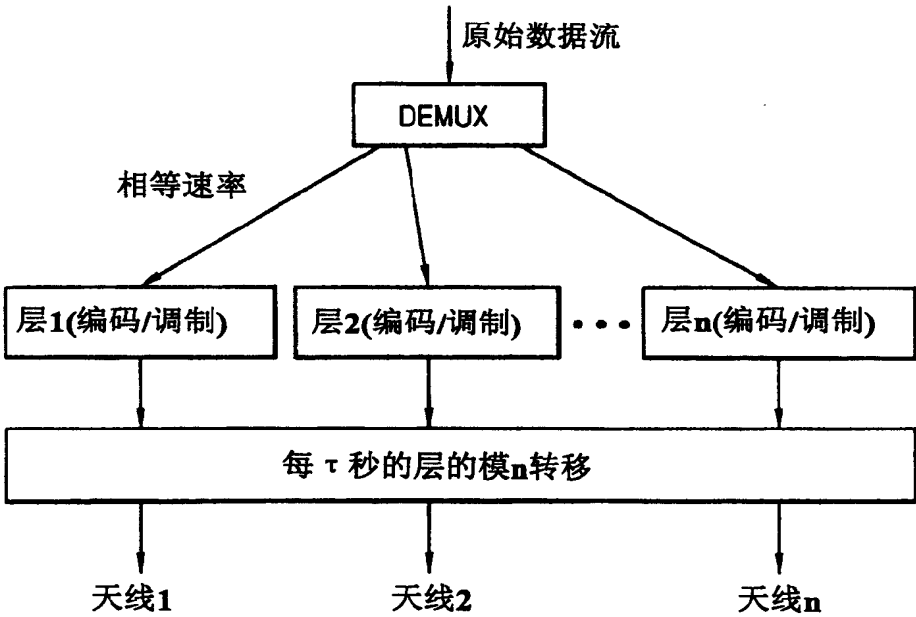 原始数据流
DEMUX
相等速率
层1(编码/调制)
层2(编码/调制)
层n(编码/调制)
每τ秒的层的模n转移
天线1
天线2
天线n